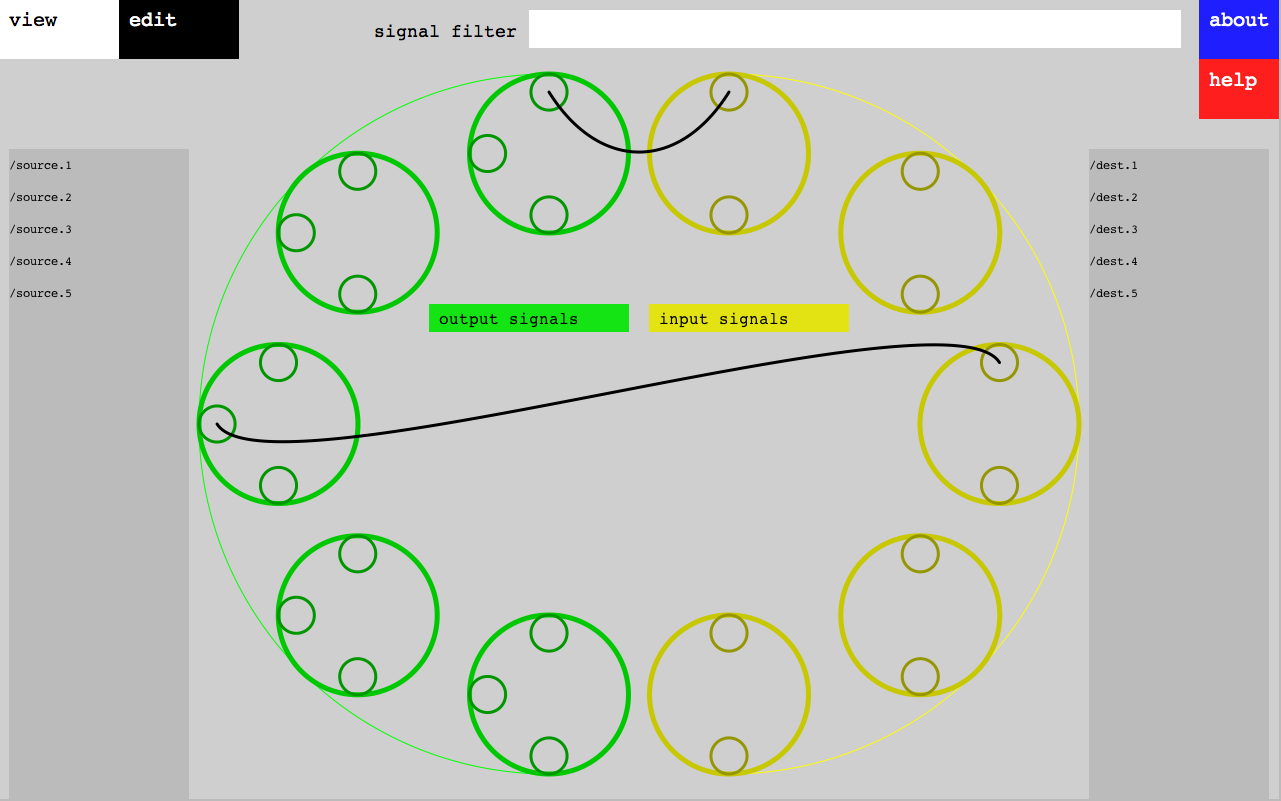 view
edit
signal filter
about
help
/source.1
/source.2
/source.3
/source.4
/source.5
output signals
input signals
/dest.1
/dest.2
/dest.3
/dest.4
/dest.5